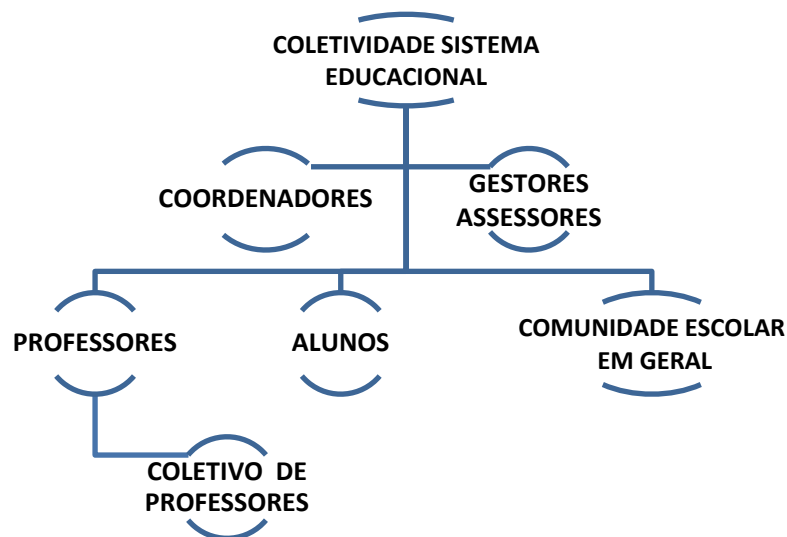 COLETIVIDADE SISTEMA
EDUCACIONAL
COORDENADORES
GESTORES
ASSESSORES
PROFESSORES
ALUNOS
COMUNIDADE ESCOLAR
EM GERAL
COLETIVO DE
PROFESSORES